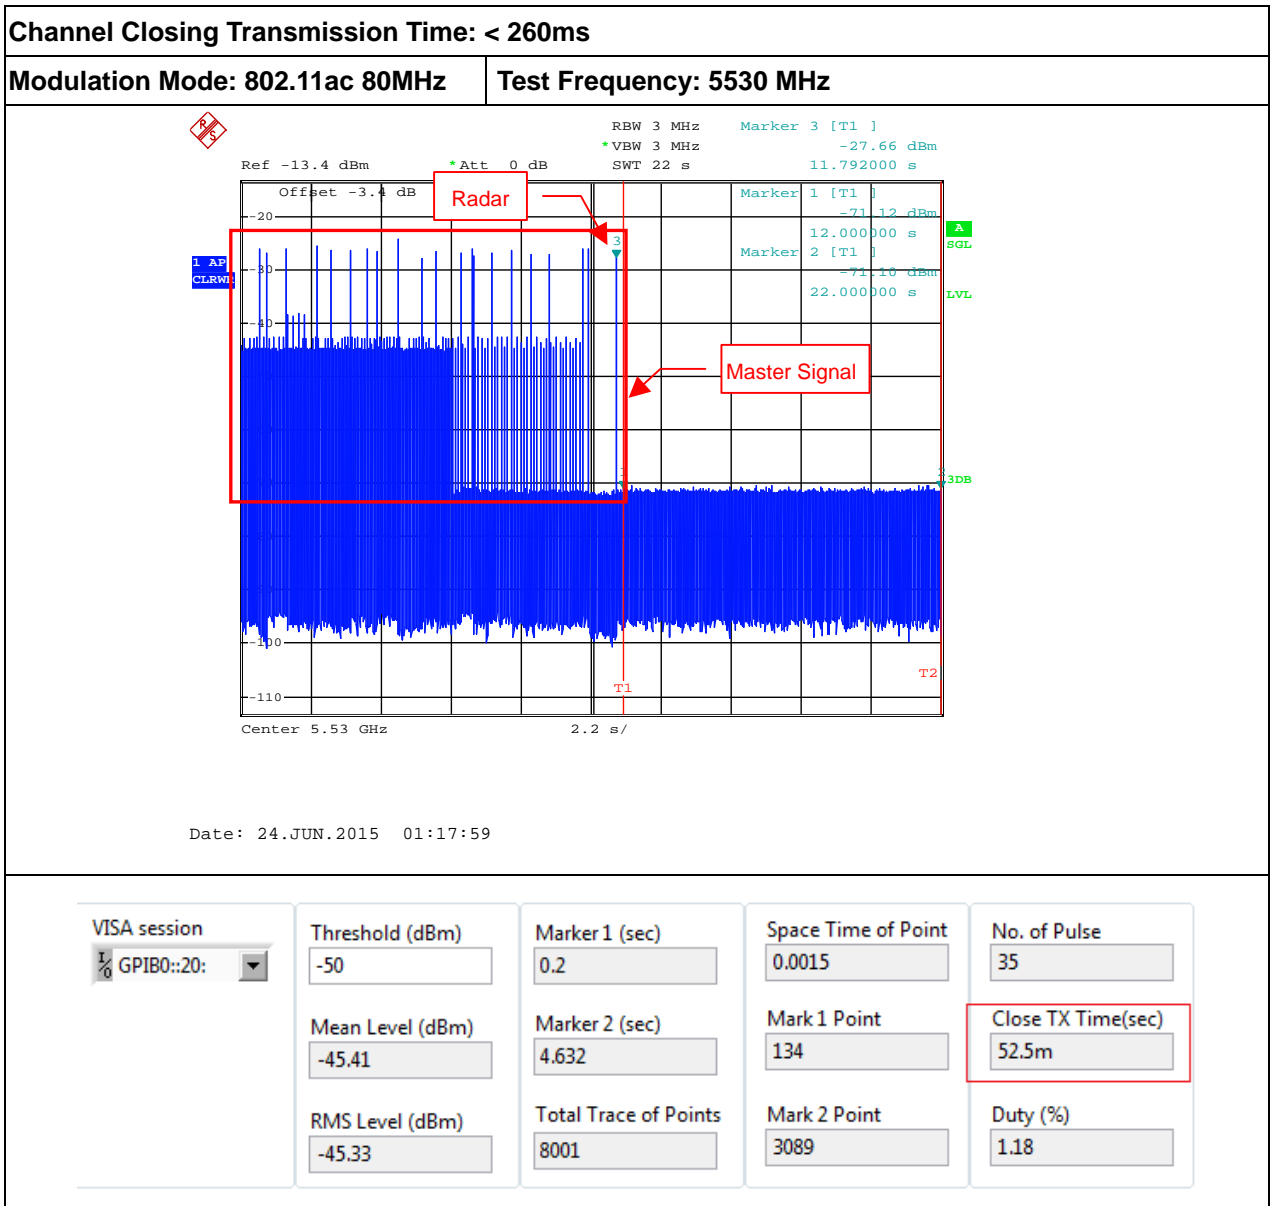 Channel Closing Transmission Time: < 260ms
Modulation Mode: 802.11ac 80MHz
Test Frequency: 5530 MHz
R S
RBW 3 MHz
*VBW 3 MHz
SWT 22 s
Marker 3 [T1 ]
-27.66 dBm
11.792000 s
Ref -13.4 dBm
*Att 0 dB
Offset -3.4 dB
Radar
Marker 1 [T1 ]
-71.12 dBm
12.000000 s
Marker 2 [T1 ]
-71.10 dBm
22.000000 s
A
SGL
LVL
3DB
1 AP
CLRWR
-20
-30
-40
-100
-110
3
1
2
Master Signal
T1
T2
Center 5.53 GHz
2.2 s/
Date: 24.JUN.2015 01:17:59
VISA session
I/O GPIB0::20:
Threshold (dBm)
-50
Mean Level (dBm)
-45.41
RMS Level (dBm)
-45.33
Marker 1 (sec)
0.2
Marker 2 (sec)
4.632
Total Trace of Points
8001
Space Time of Point
0.0015
Mark 1 Point
134
Mark 2 Point
3089
No. of Pulse
35
Close TX Time(sec)
52.5m
Duty (%)
1.18